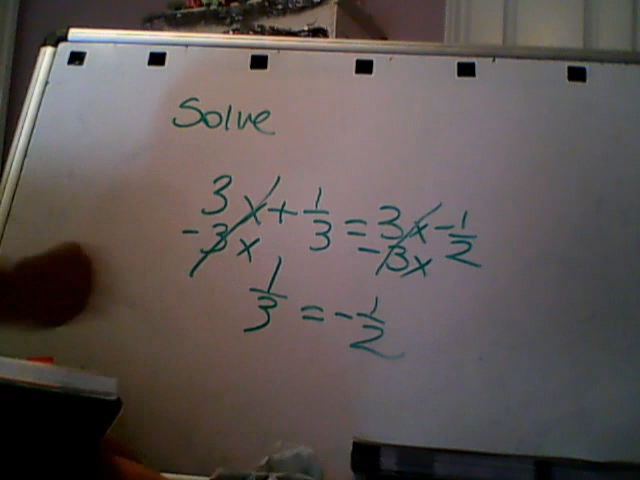 Solve
3x + 1/3 = 3x - 1/2
-3x -3x
1/3 = -1/2